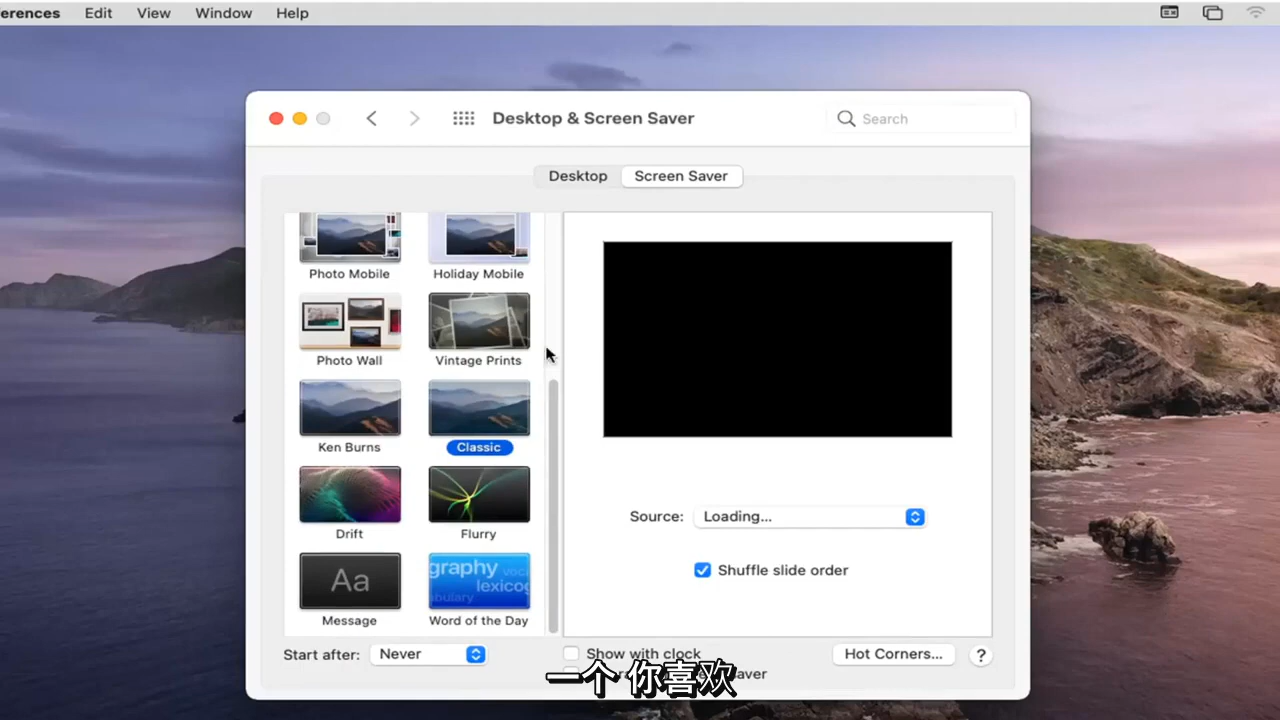 erences Edit View Window Help
Desktop & Screen Saver
Search
Desktop Screen Saver
Photo Mobile Holiday Mobile
Photo Wall Vintage Prints
Ken Burns Classic
Drift Flurry
Aa
graphy
lexico
bulary
Message Word of the Day
Source: Loading...
Shuffle slide order
Start after: Never
Show with clock
Hot Corners... ?
aver
一个 你喜欢